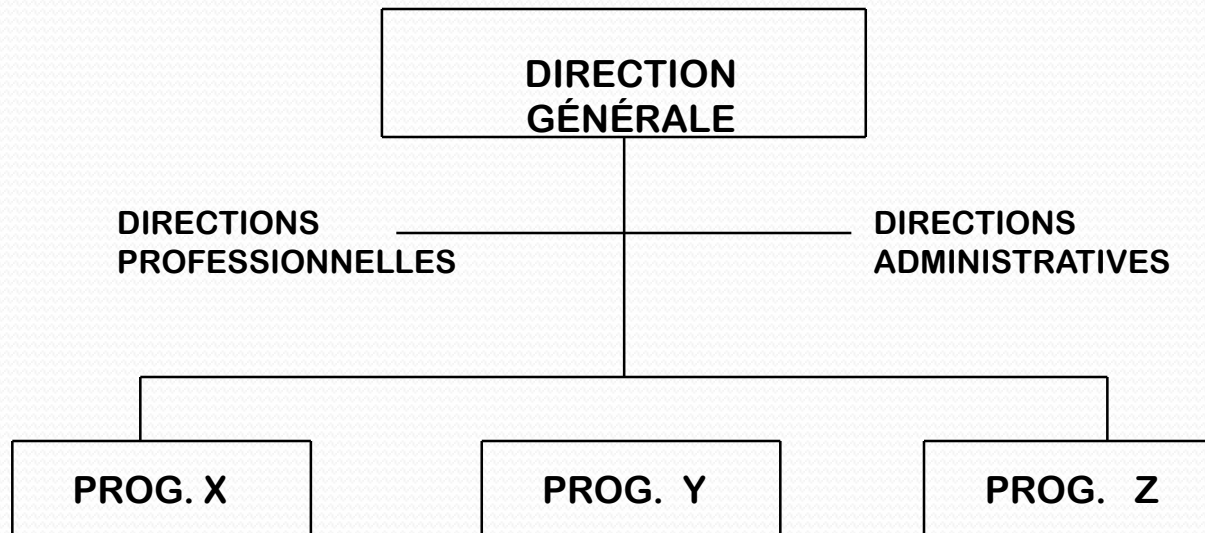 DIRECTION
GÉNÉRALE
DIRECTIONS
PROFESSIONNELLES
DIRECTIONS
ADMINISTRATIVES
PROG. X
PROG. Y
PROG. Z